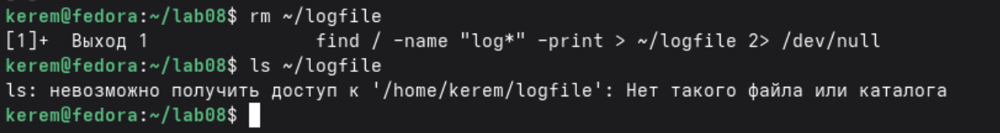 kerem@fedora:~/lab08$ rm ~/logfile
[1]+  Выход 1                 find / -name "log*" -print > ~/logfile 2> /dev/null
kerem@fedora:~/lab08$ ls ~/logfile
ls: невозможно получить доступ к '/home/kerem/logfile': Нет такого файла или каталога
kerem@fedora:~/lab08$